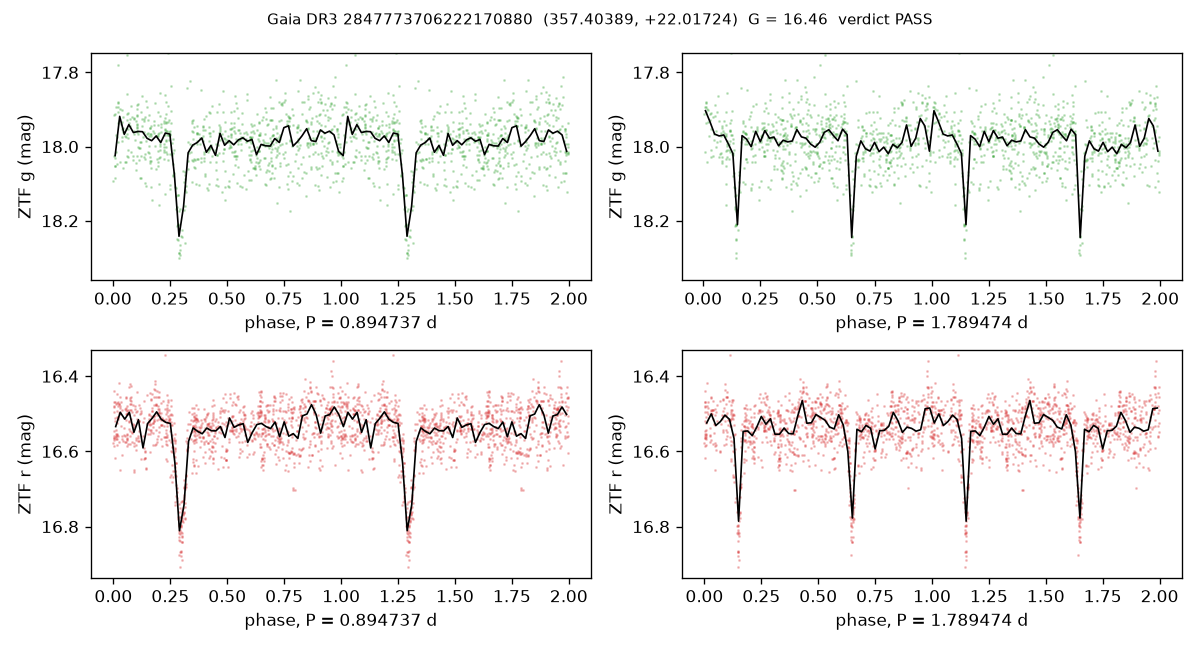 Gaia DR3 2847773706222170880  (357.40389, +22.01724)  G = 16.46  verdict PASS
ZTF g (mag)
17.8
18.0
18.2
0.00 0.25 0.50 0.75 1.00 1.25 1.50 1.75 2.00
phase, P = 0.894737 d
ZTF g (mag)
17.8
18.0
18.2
0.00 0.25 0.50 0.75 1.00 1.25 1.50 1.75 2.00
phase, P = 1.789474 d
ZTF r (mag)
16.4
16.6
16.8
0.00 0.25 0.50 0.75 1.00 1.25 1.50 1.75 2.00
phase, P = 0.894737 d
ZTF r (mag)
16.4
16.6
16.8
0.00 0.25 0.50 0.75 1.00 1.25 1.50 1.75 2.00
phase, P = 1.789474 d